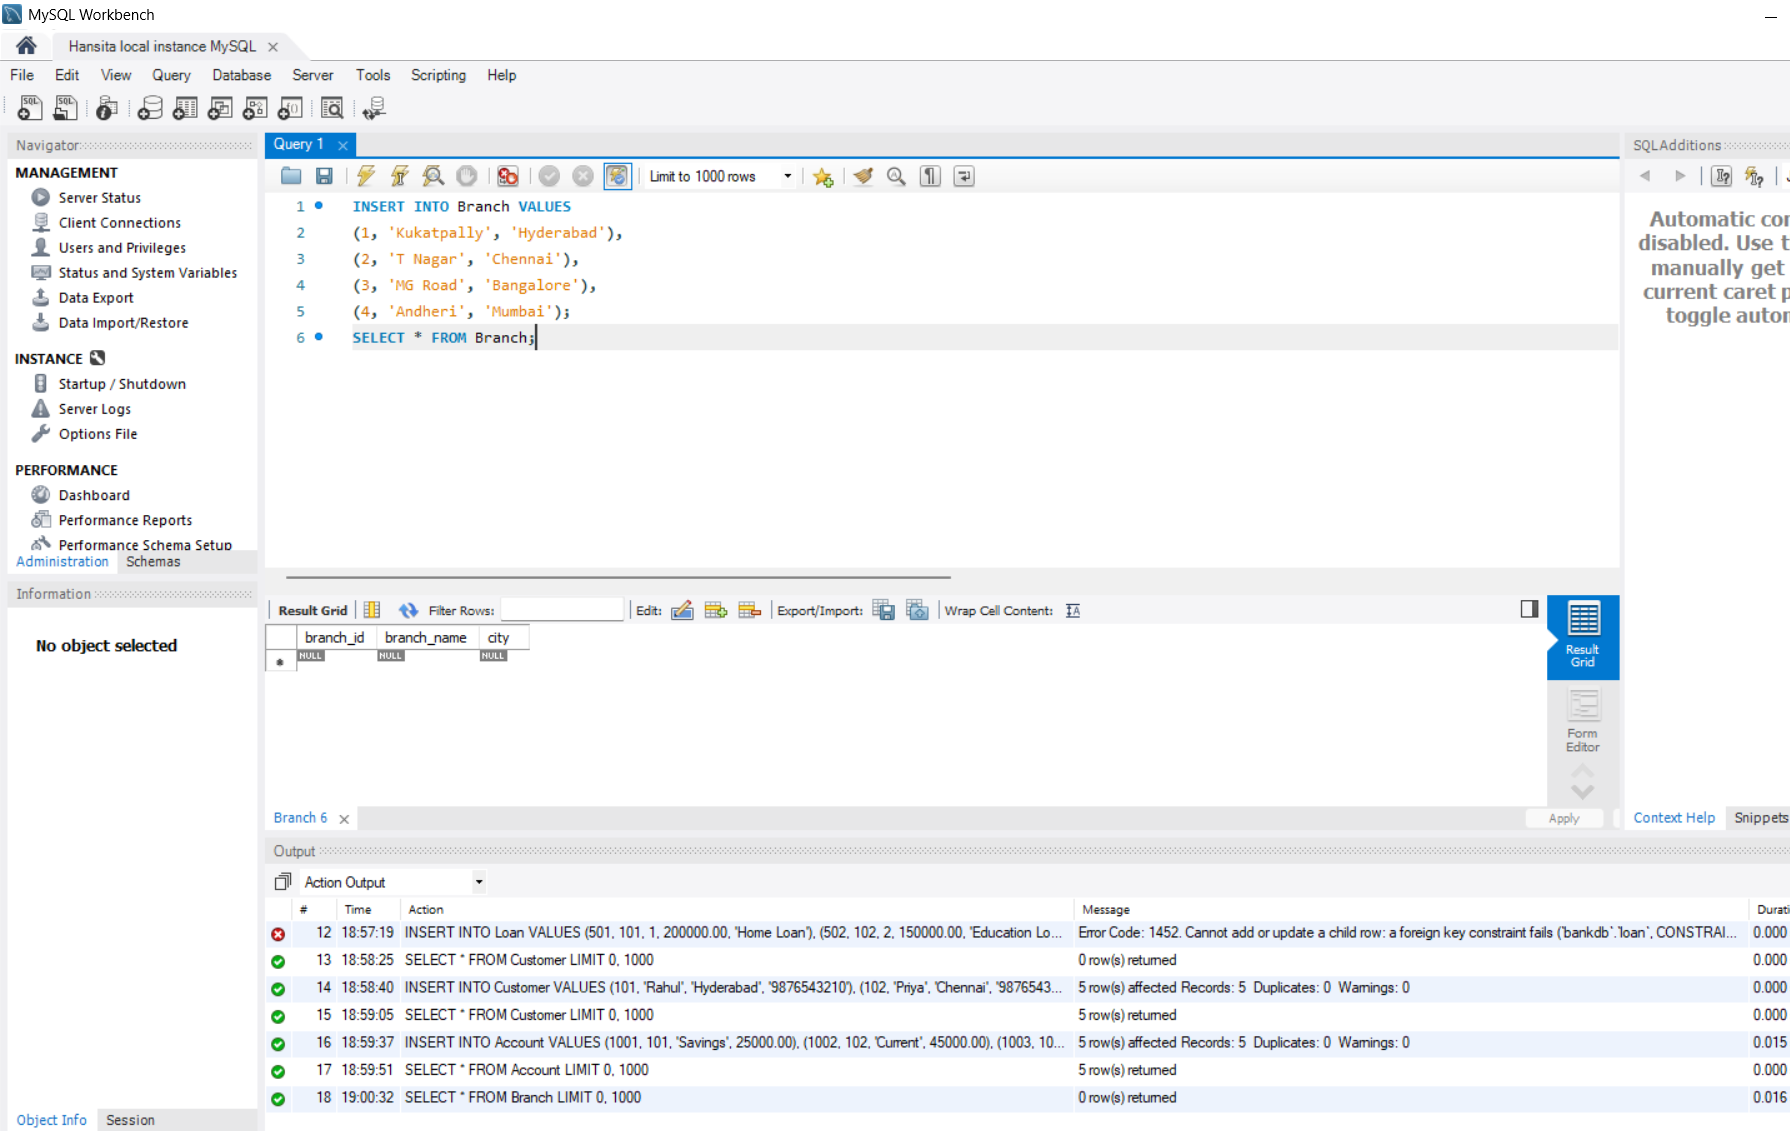 MySQL Workbench
Hansita local instance MySQL
File Edit View Query Database Server Tools Scripting Help
Navigator
MANAGEMENT
Server Status
Client Connections
Users and Privileges
Status and System Variables
Data Export
Data Import/Restore
INSTANCE
Startup / Shutdown
Server Logs
Options File
PERFORMANCE
Dashboard
Performance Reports
Performance Schema Setup
Administration Schemas
Information
No object selected
Object Info Session
Query 1
Limit to 1000 rows
1 INSERT INTO Branch VALUES
2 (1, 'Kukatpally', 'Hyderabad'),
3 (2, 'T Nagar', 'Chennai'),
4 (3, 'MG Road', 'Bangalore'),
5 (4, 'Andheri', 'Mumbai');
6 SELECT * FROM Branch;
Result Grid Filter Rows: Edit: Export/Import: Wrap Cell Content:
branch_id branch_name city
NULL NULL NULL
Result
Grid
Form
Editor
Branch 6
Apply
SQLAdditions
Automatic con
disabled. Use t
manually get
current caret p
toggle auton
Context Help Snippets
Output
Action Output
# Time Action Message Durati
12 18:57:19 INSERT INTO Loan VALUES (501, 101, 1, 200000.00, 'Home Loan'), (502, 102, 2, 150000.00, 'Education Lo... Error Code: 1452. Cannot add or update a child row: a foreign key constraint fails (`bankdb`.`loan`, CONSTRAI... 0.000
13 18:58:25 SELECT * FROM Customer LIMIT 0, 1000 0 row(s) returned 0.000
14 18:58:40 INSERT INTO Customer VALUES (101, 'Rahul', 'Hyderabad', '9876543210'), (102, 'Priya', 'Chennai', '9876543... 5 row(s) affected Records: 5 Duplicates: 0 Warnings: 0 0.000
15 18:59:05 SELECT * FROM Customer LIMIT 0, 1000 5 row(s) returned 0.000
16 18:59:37 INSERT INTO Account VALUES (1001, 101, 'Savings', 25000.00), (1002, 102, 'Current', 45000.00), (1003, 10... 5 row(s) affected Records: 5 Duplicates: 0 Warnings: 0 0.015
17 18:59:51 SELECT * FROM Account LIMIT 0, 1000 5 row(s) returned 0.000
18 19:00:32 SELECT * FROM Branch LIMIT 0, 1000 0 row(s) returned 0.016